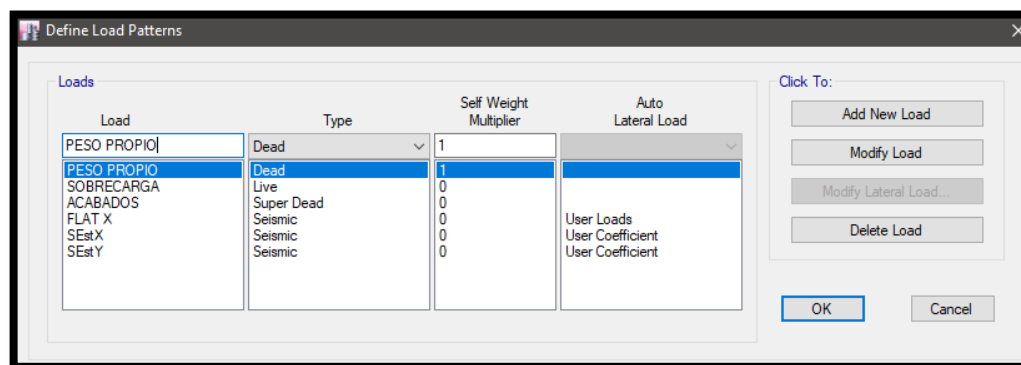 Define Load Patterns
Loads
Click To:
Load Type Self Weight Multiplier Auto Lateral Load
PESO PROPIO Dead 1
PESO PROPIO Dead 1
SOBRECARGA Live 0
ACABADOS Super Dead 0
FLAT X Seismic 0 User Loads
SEstX Seismic 0 User Coefficient
SEstY Seismic 0 User Coefficient
Add New Load
Modify Load
Modify Lateral Load...
Delete Load
OK Cancel